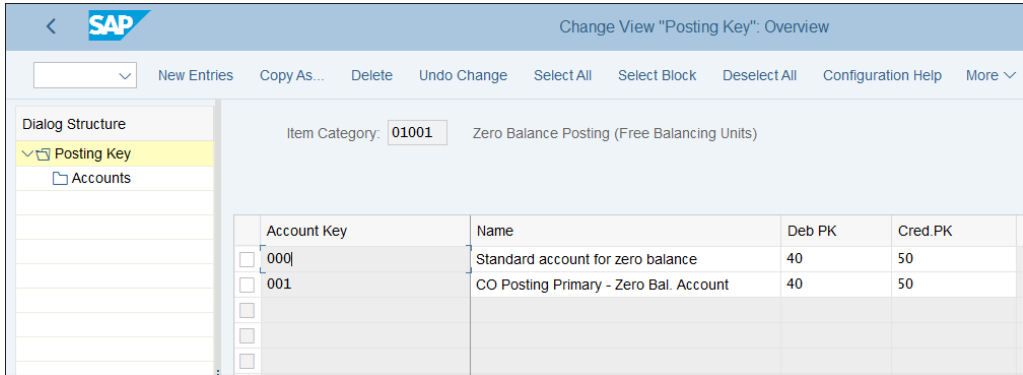 SAP
Change View "Posting Key": Overview
New Entries Copy As... Delete Undo Change Select All Select Block Deselect All Configuration Help More
Dialog Structure
Posting Key
Accounts
Item Category: 01001 Zero Balance Posting (Free Balancing Units)
Account Key Name Deb PK Cred.PK
000 Standard account for zero balance 40 50
001 CO Posting Primary - Zero Bal. Account 40 50